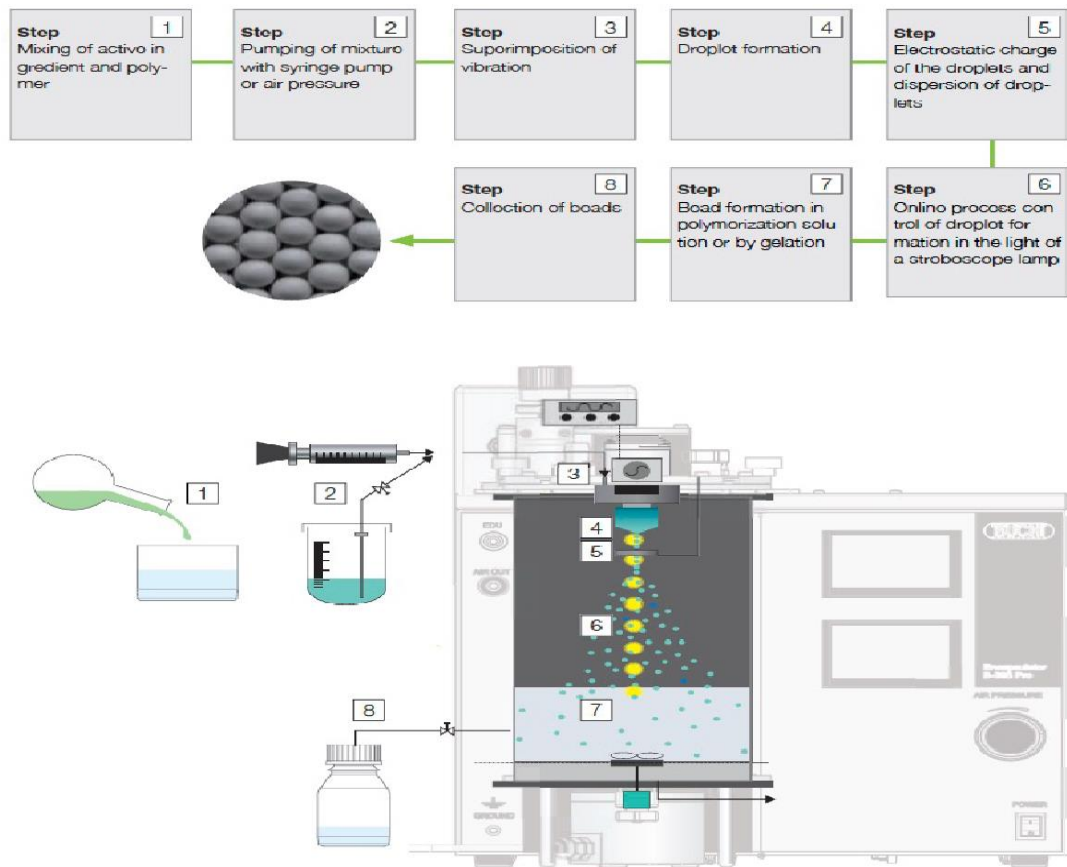 Step 1
Mixing of activo in
gredient and poly-
mer
Step 2
Pumping of mixturo
with syringe pump
or air pressure
Step 3
Suporimposition of
vibration
Step 4
Droplot formation
Step 5
Electrostatic charge
of the droplets and
dispersion of drop-
lets
Step 8
Collection of boads
Step 7
Boad formation in
polymorization solu
tion or by gelation
Step 6
Onlino process con
trol of droplot for
mation in the light of
a stroboscope lamp
1
2
3
4
5
6
7
8
EDU
AIR OUT
GROUND
BUCHI
AIR PRESSURE
POWER